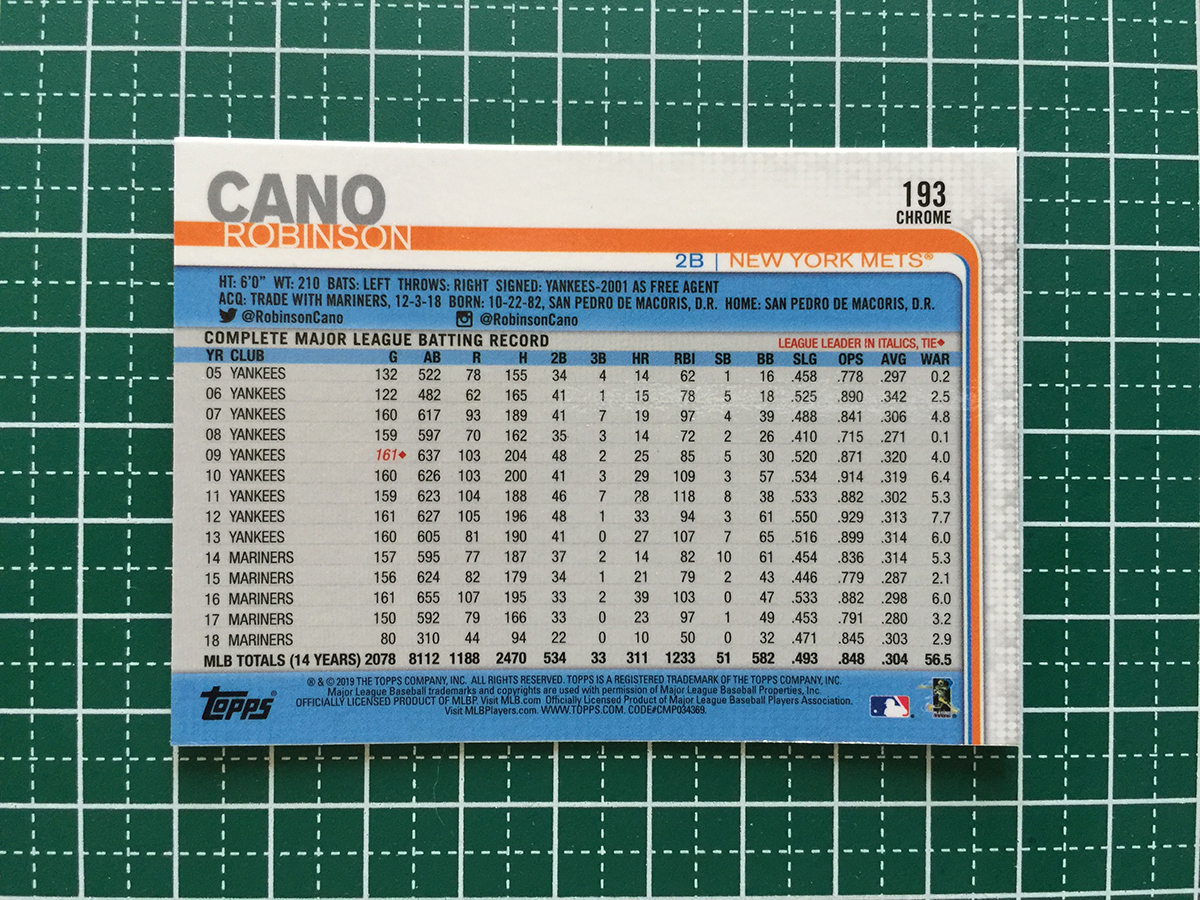 CANO
ROBINSON
193
CHROME
2B | NEW YORK METS®
HT: 6'0" WT: 210 BATS: LEFT THROWS: RIGHT SIGNED: YANKEES-2001 AS FREE AGENT
ACQ: TRADE WITH MARINERS, 12-3-18 BORN: 10-22-82, SAN PEDRO DE MACORIS, D.R. HOME: SAN PEDRO DE MACORIS, D.R.
@RobinsonCano @RobinsonCano
COMPLETE MAJOR LEAGUE BATTING RECORD LEAGUE LEADER IN ITALICS, TIE◆
YR CLUB G AB R H 2B 3B HR RBI SB BB SLG OPS AVG WAR
05 YANKEES 132 522 78 155 34 4 14 62 1 16 .458 .778 .297 0.2
06 YANKEES 122 482 62 165 41 1 15 78 5 18 .525 .890 .342 2.5
07 YANKEES 160 617 93 189 41 7 19 97 4 39 .488 .841 .306 4.8
08 YANKEES 159 597 70 162 35 3 14 72 2 26 .410 .715 .271 0.1
09 YANKEES 161◆ 637 103 204 48 2 25 85 5 30 .520 .871 .320 4.0
10 YANKEES 160 626 103 200 41 3 29 109 3 57 .534 .914 .319 6.4
11 YANKEES 159 623 104 188 46 7 28 118 8 38 .533 .882 .302 5.3
12 YANKEES 161 627 105 196 48 1 33 94 3 61 .550 .929 .313 7.7
13 YANKEES 160 605 81 190 41 0 27 107 7 65 .516 .899 .314 6.0
14 MARINERS 157 595 77 187 37 2 14 82 10 61 .454 .836 .314 5.3
15 MARINERS 156 624 82 179 34 1 21 79 2 43 .446 .779 .287 2.1
16 MARINERS 161 655 107 195 33 2 39 103 0 47 .533 .882 .298 6.0
17 MARINERS 150 592 79 166 33 0 23 97 1 49 .453 .791 .280 3.2
18 MARINERS 80 310 44 94 22 0 10 50 0 32 .471 .845 .303 2.9
MLB TOTALS (14 YEARS) 2078 8112 1188 2470 534 33 311 1233 51 582 .493 .848 .304 56.5
® & © 2019 THE TOPPS COMPANY, INC. ALL RIGHTS RESERVED. TOPPS IS A REGISTERED TRADEMARK OF THE TOPPS COMPANY, INC.
Major League Baseball trademarks and copyrights are used with permission of Major League Baseball Properties, Inc.
OFFICIALLY LICENSED PRODUCT OF MLBP. Visit MLB.com Officially Licensed Product of Major League Baseball Players Association.
Visit MLBPlayers.com. WWW.TOPPS.COM. CODE#CMP034369.
Topps®